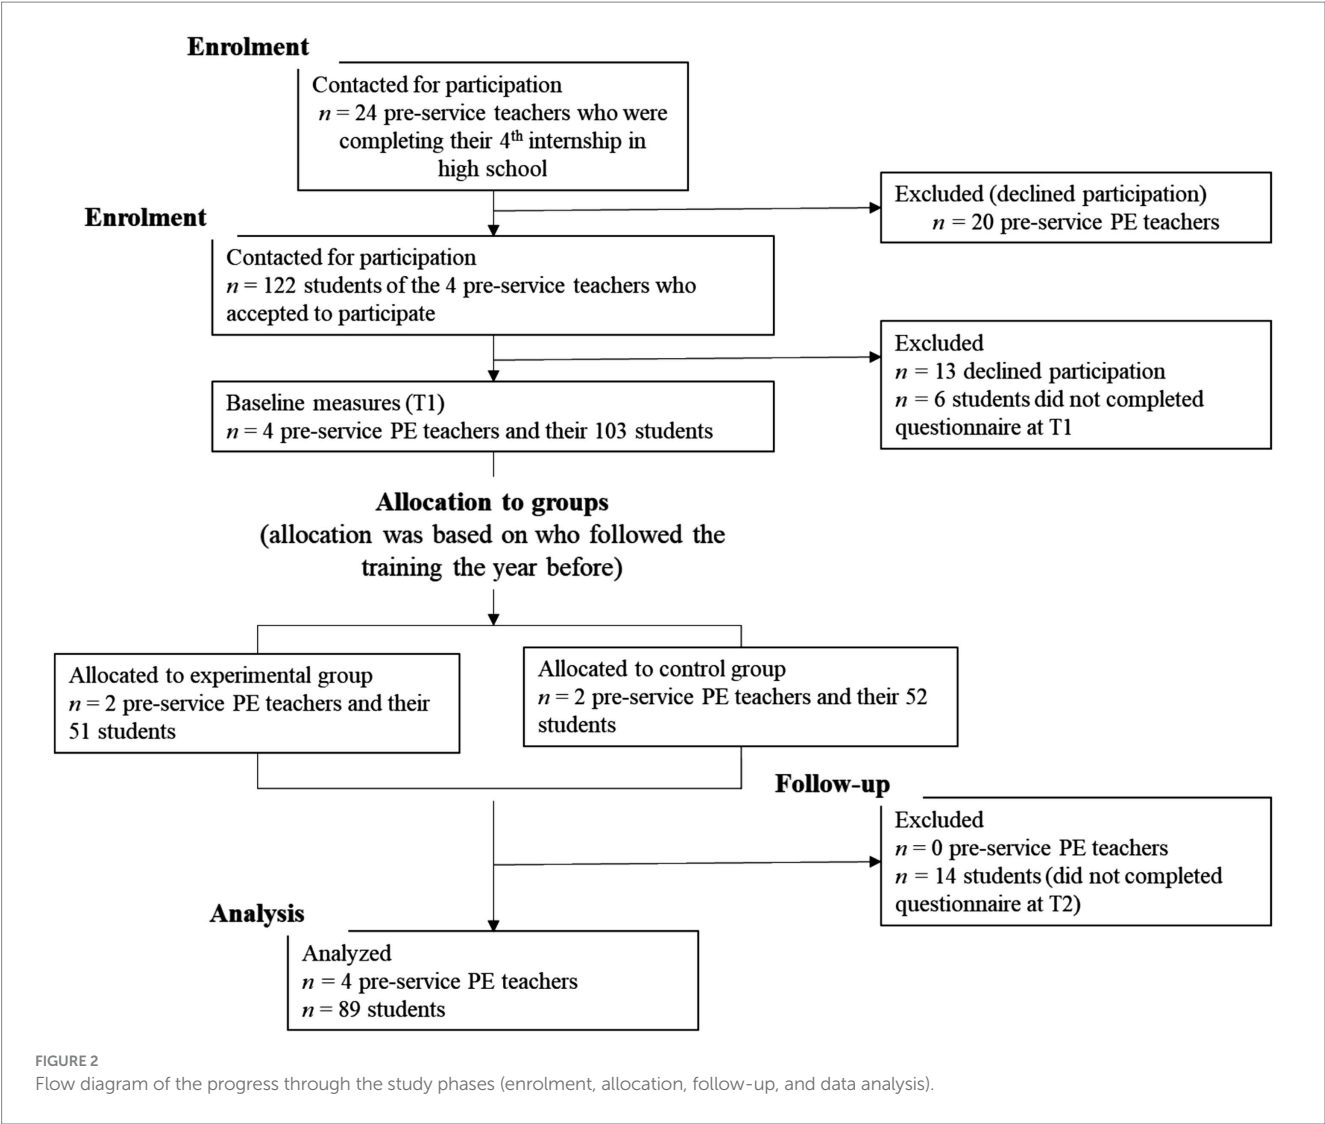 Enrolment
Contacted for participation
n = 24 pre-service teachers who were
completing their 4th internship in
high school
Excluded (declined participation)
n = 20 pre-service PE teachers
Enrolment
Contacted for participation
n = 122 students of the 4 pre-service teachers who
accepted to participate
Excluded
n = 13 declined participation
n = 6 students did not completed
questionnaire at T1
Baseline measures (T1)
n = 4 pre-service PE teachers and their 103 students
Allocation to groups
(allocation was based on who followed the
training the year before)
Allocated to experimental group
n = 2 pre-service PE teachers and their
51 students
Allocated to control group
n = 2 pre-service PE teachers and their 52
students
Follow-up
Excluded
n = 0 pre-service PE teachers
n = 14 students (did not completed
questionnaire at T2)
Analysis
Analyzed
n = 4 pre-service PE teachers
n = 89 students
FIGURE 2
Flow diagram of the progress through the study phases (enrolment, allocation, follow-up, and data analysis).